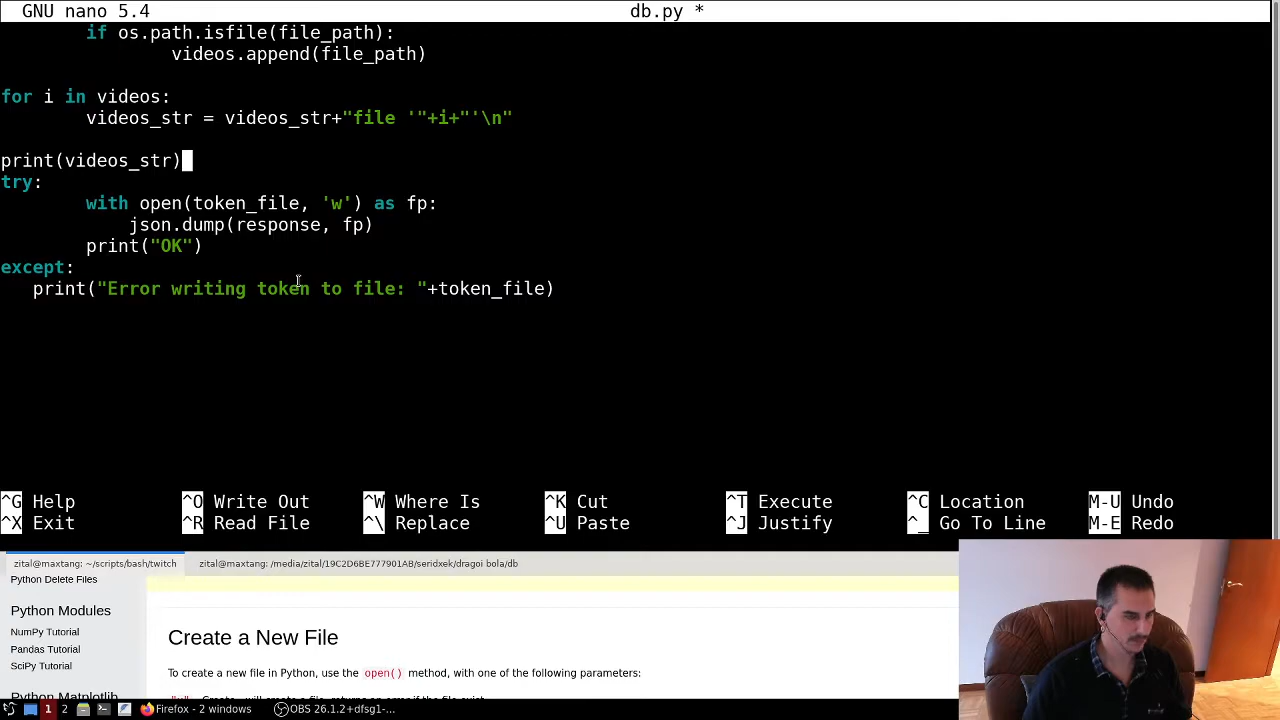 GNU nano 5.4 db.py *
if os.path.isfile(file_path):
videos.append(file_path)
for i in videos:
videos_str = videos_str+"file '"+i+"'\n"
print(videos_str)
try:
with open(token_file, 'w') as fp:
json.dump(response, fp)
print("OK")
except:
print("Error writing token to file: "+token_file)
^G Help ^O Write Out ^W Where Is ^K Cut ^T Execute ^C Location M-U Undo
^X Exit ^R Read File ^\ Replace ^U Paste ^J Justify ^_ Go To Line M-E Redo
zital@maxtang: ~/scripts/bash/twitch zital@maxtang: /media/zital/19C2D6BE777901AB/seridxek/dragoi bola/db
Python Delete Files
Python Modules
NumPy Tutorial
Pandas Tutorial
SciPy Tutorial
Python Matplotlib
Create a New File
To create a new file in Python, use the open() method, with one of the following parameters:
1 2 Firefox - 2 windows OBS 26.1.2+dfsg1-...